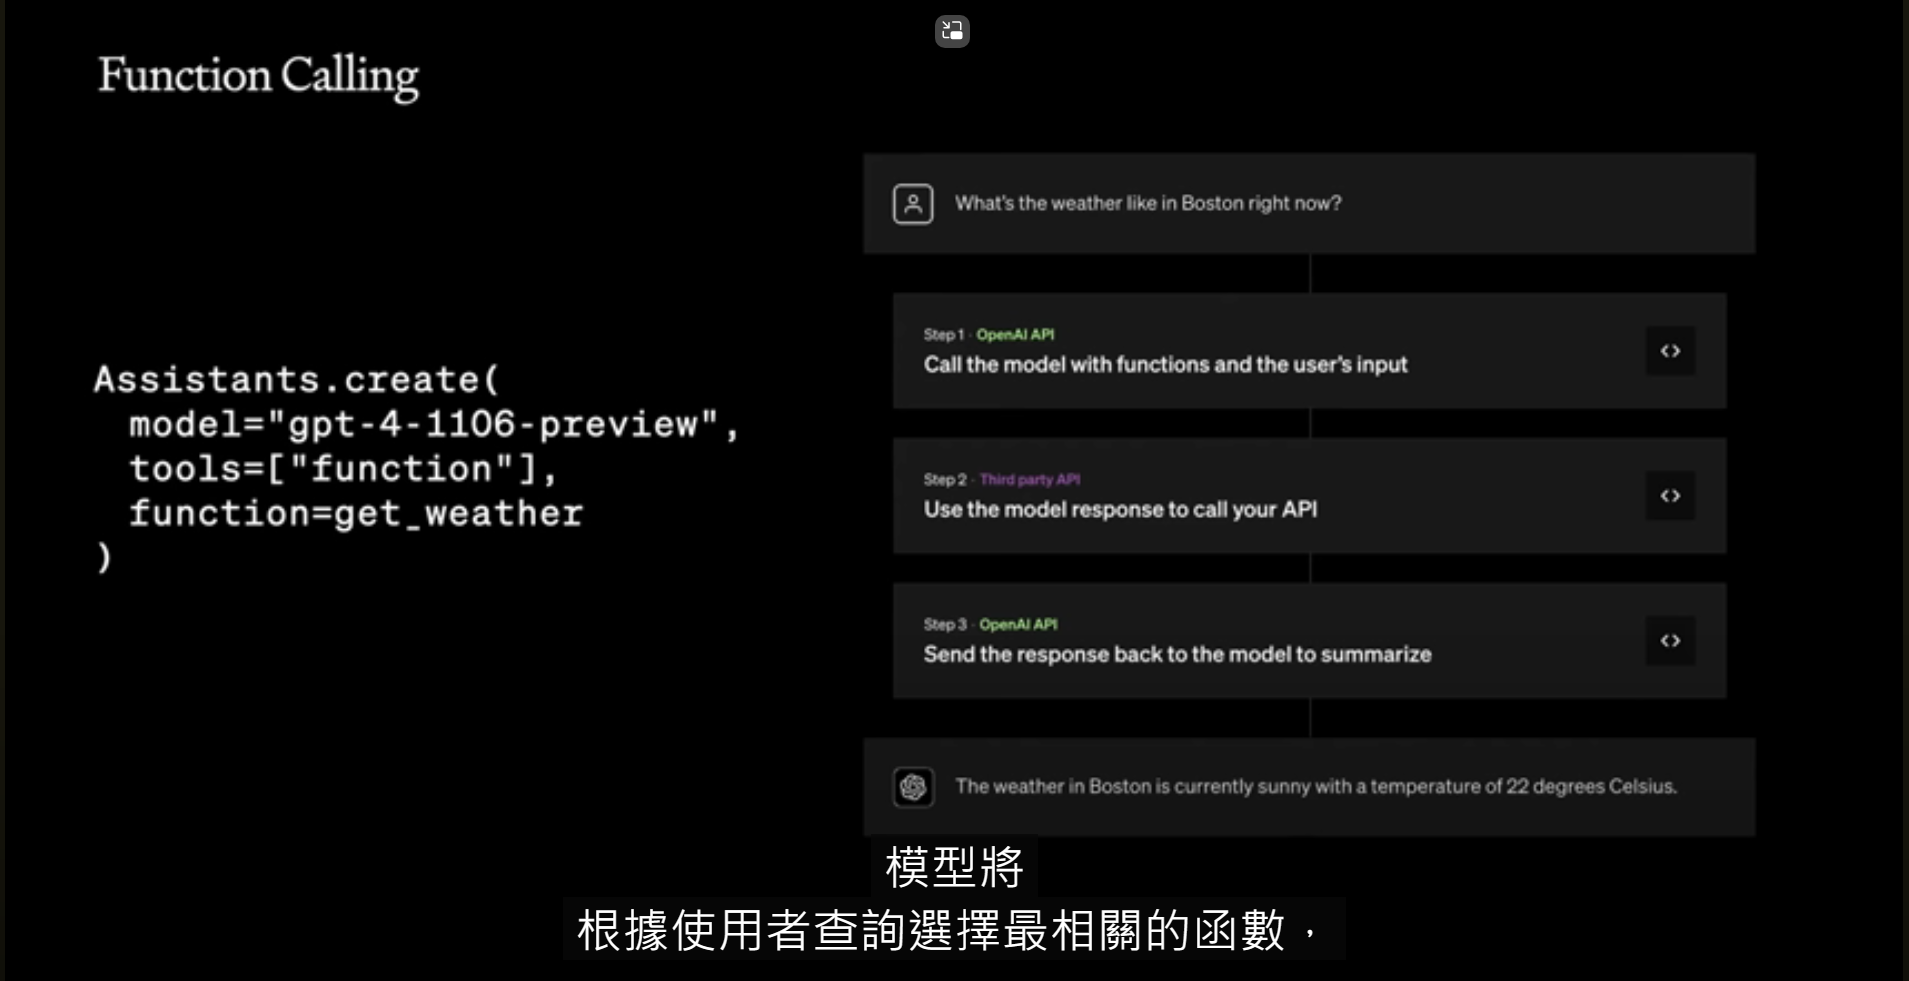 Function Calling
Assistants.create(
model="gpt-4-1106-preview",
tools=["function"],
function=get_weather
)
What's the weather like in Boston right now?
Step 1 · OpenAI API
Call the model with functions and the user's input
<>
Step 2 · Third party API
Use the model response to call your API
<>
Step 3 · OpenAI API
Send the response back to the model to summarize
<>
The weather in Boston is currently sunny with a temperature of 22 degrees Celsius.
模型將
根據使用者查詢選擇最相關的函數，